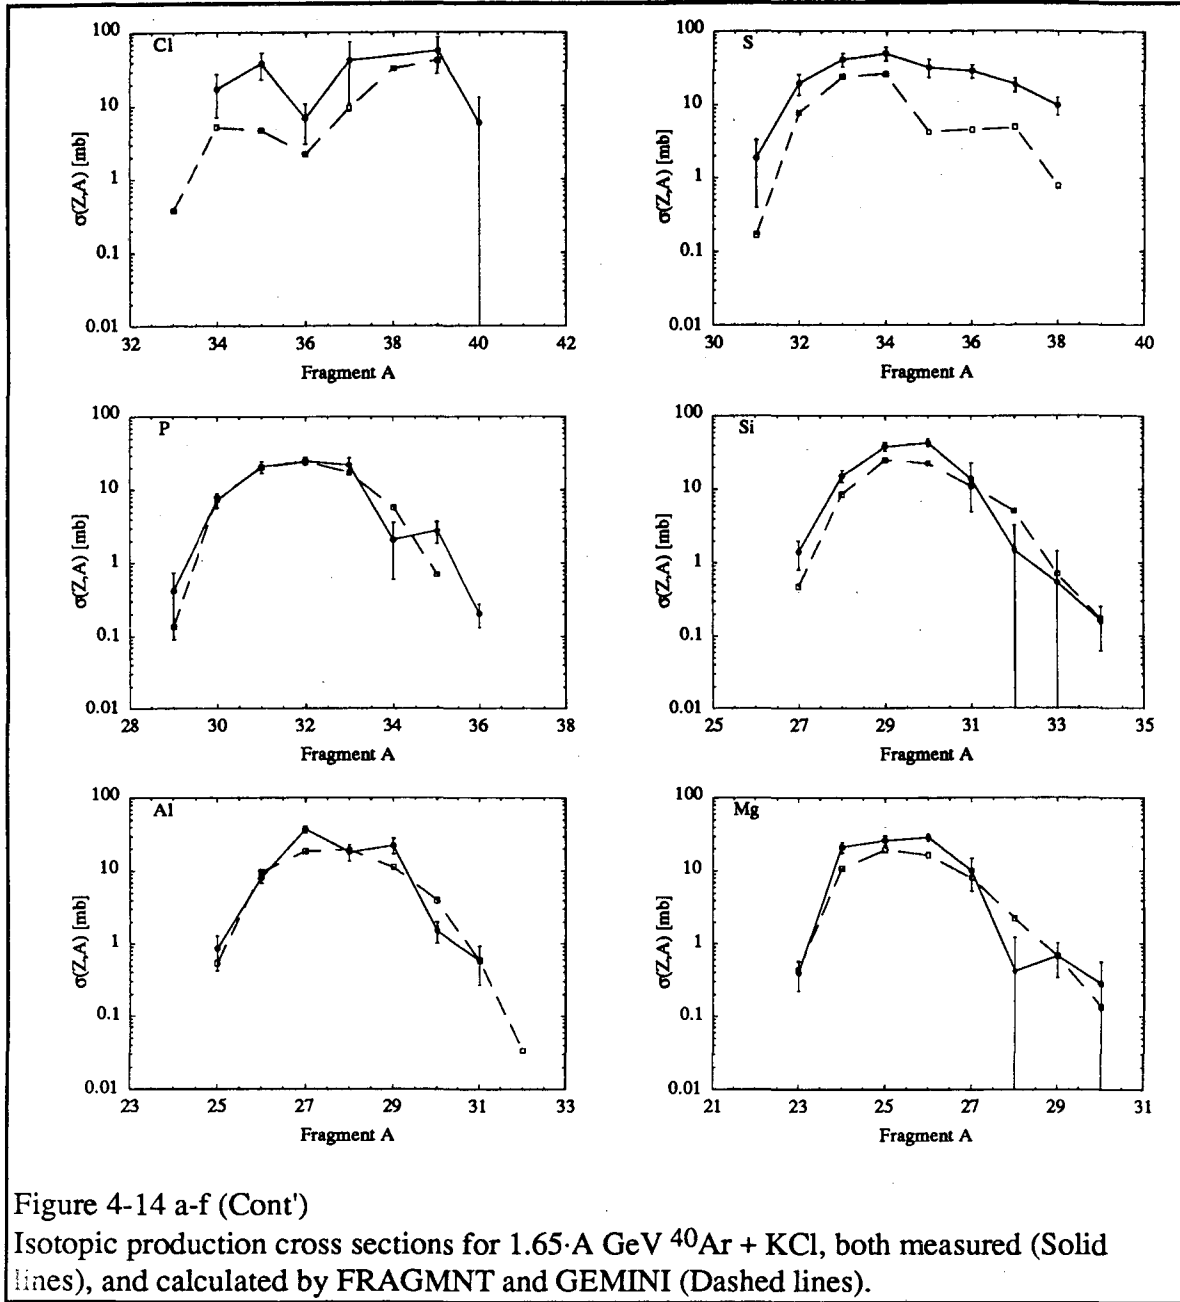 Cl
σ(Z,A) [mb]
100
10
1
0.1
0.01
32 34 36 38 40 42
Fragment A
S
σ(Z,A) [mb]
100
10
1
0.1
0.01
30 32 34 36 38 40
Fragment A
P
σ(Z,A) [mb]
100
10
1
0.1
0.01
28 30 32 34 36 38
Fragment A
Si
σ(Z,A) [mb]
100
10
1
0.1
0.01
25 27 29 31 33 35
Fragment A
Al
σ(Z,A) [mb]
100
10
1
0.1
0.01
23 25 27 29 31 33
Fragment A
Mg
σ(Z,A) [mb]
100
10
1
0.1
0.01
21 23 25 27 29 31
Fragment A
Figure 4-14 a-f (Cont')
Isotopic production cross sections for 1.65·A GeV ⁴⁰Ar + KCl, both measured (Solid
lines), and calculated by FRAGMNT and GEMINI (Dashed lines).